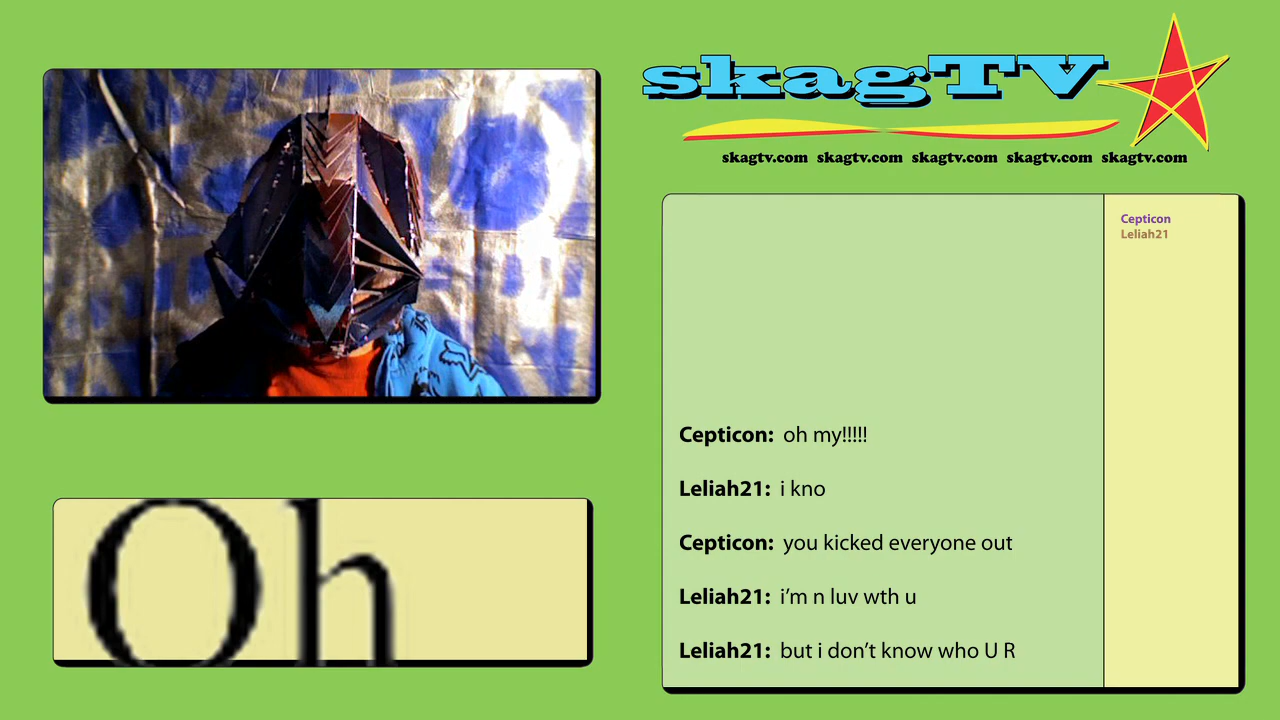 skagTV
skagtv.com skagtv.com skagtv.com skagtv.com skagtv.com
Cepticon
Leliah21
Cepticon: oh my!!!!!
Leliah21: i kno
Cepticon: you kicked everyone out
Leliah21: i’m n luv wth u
Leliah21: but i don’t know who U R
Oh